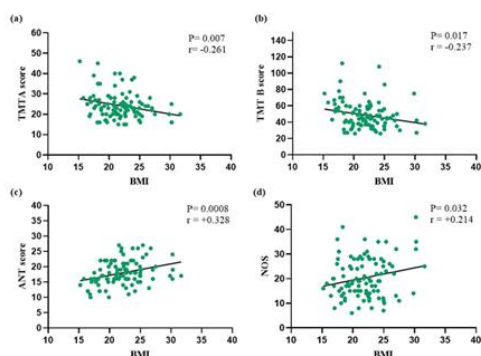 (a)
P= 0.007
r= -0.261
TMTA score
60
50
40
30
20
10
0
10 15 20 25 30 35 40
BMI
(b)
P= 0.017
r= -0.237
TMT B score
140
120
100
80
60
40
20
0
10 15 20 25 30 35 40
BMI
(c)
P= 0.0008
r = +0.328
ANT score
40
35
30
25
20
15
10
5
0
10 15 20 25 30 35 40
BMI
(d)
P= 0.032
r = +0.214
NOS
50
40
30
20
10
0
10 15 20 25 30 35 40
BMI